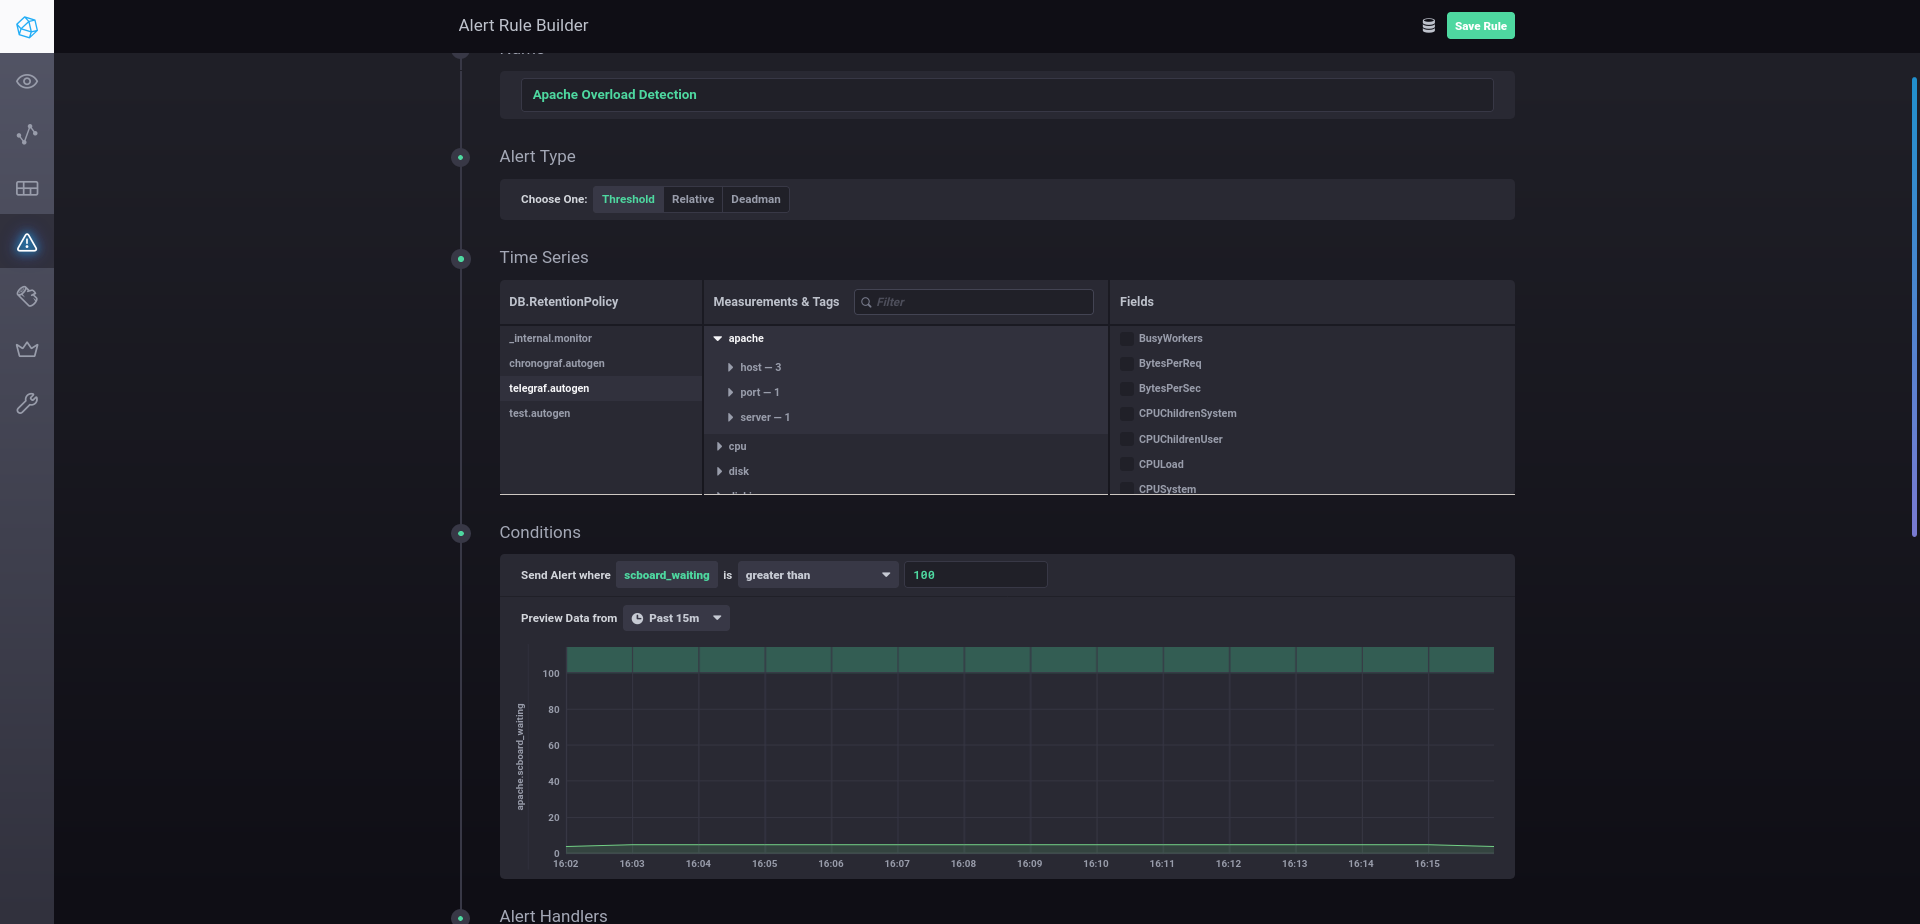 Alert Rule Builder
Save Rule
Name
Apache Overload Detection
Alert Type
Choose One: Threshold Relative Deadman
Time Series
DB.RetentionPolicy
_internal.monitor
chronograf.autogen
telegraf.autogen
test.autogen
Measurements & Tags
Filter
apache
host — 3
port — 1
server — 1
cpu
disk
Fields
BusyWorkers
BytesPerReq
BytesPerSec
CPUChildrenSystem
CPUChildrenUser
CPULoad
CPUSystem
Conditions
Send Alert where scboard_waiting is greater than 100
Preview Data from Past 15m
apache.scboard_waiting
100
80
60
40
20
0
16:02 16:03 16:04 16:05 16:06 16:07 16:08 16:09 16:10 16:11 16:12 16:13 16:14 16:15
Alert Handlers